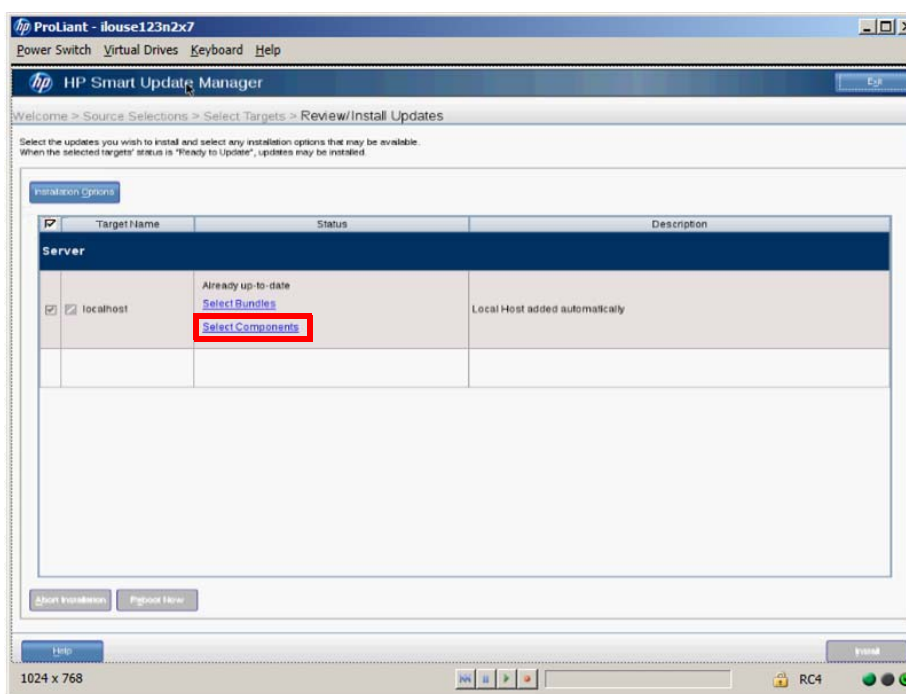 hp ProLiant - ilouse123n2x7
Power Switch Virtual Drives Keyboard Help
hp HP Smart Update Manager Exit
Welcome > Source Selections > Select Targets > Review/Install Updates
Select the updates you wish to install and select any installation options that may be available.
When the selected targets' status is "Ready to Update", updates may be installed.
Installation Options
Target Name Status Description
Server
Already up-to-date
Select Bundles
localhost Local Host added automatically
Select Components
Abort Installation Reboot Now
Help Install
1024 x 768 RC4